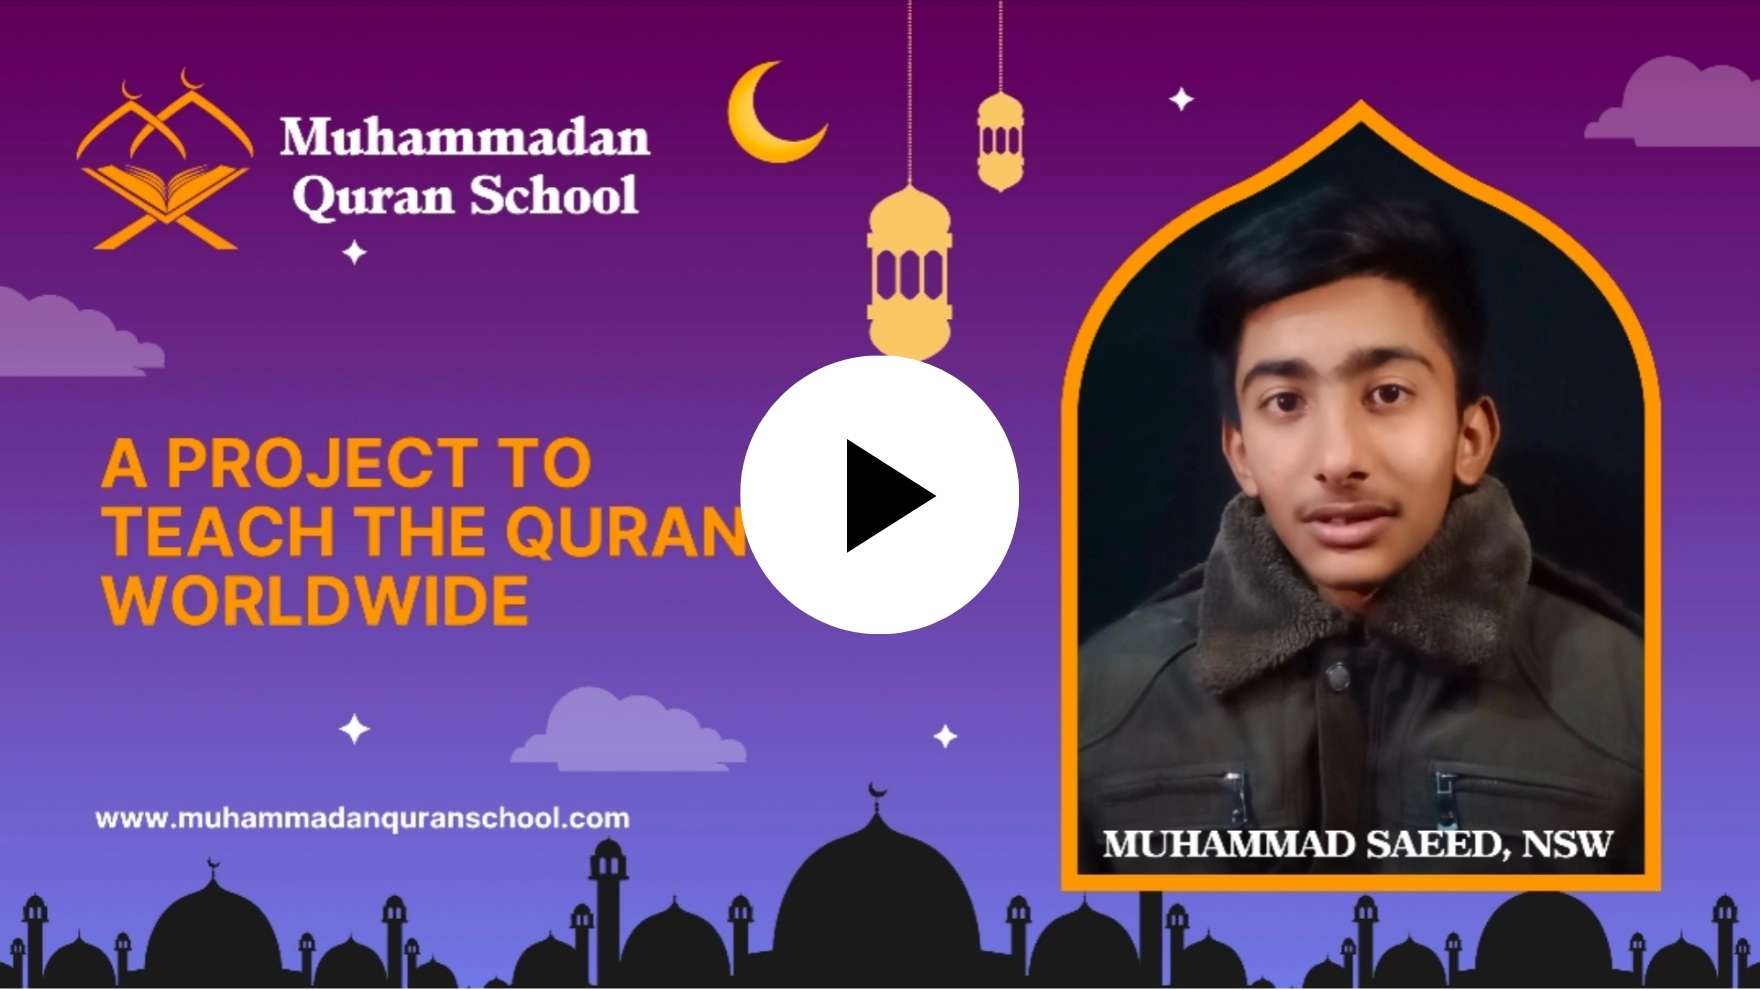 Muhammadan
Quran School
A PROJECT TO
TEACH THE QURAN
WORLDWIDE
www.muhammadanquranschool.com
MUHAMMAD SAEED, NSW